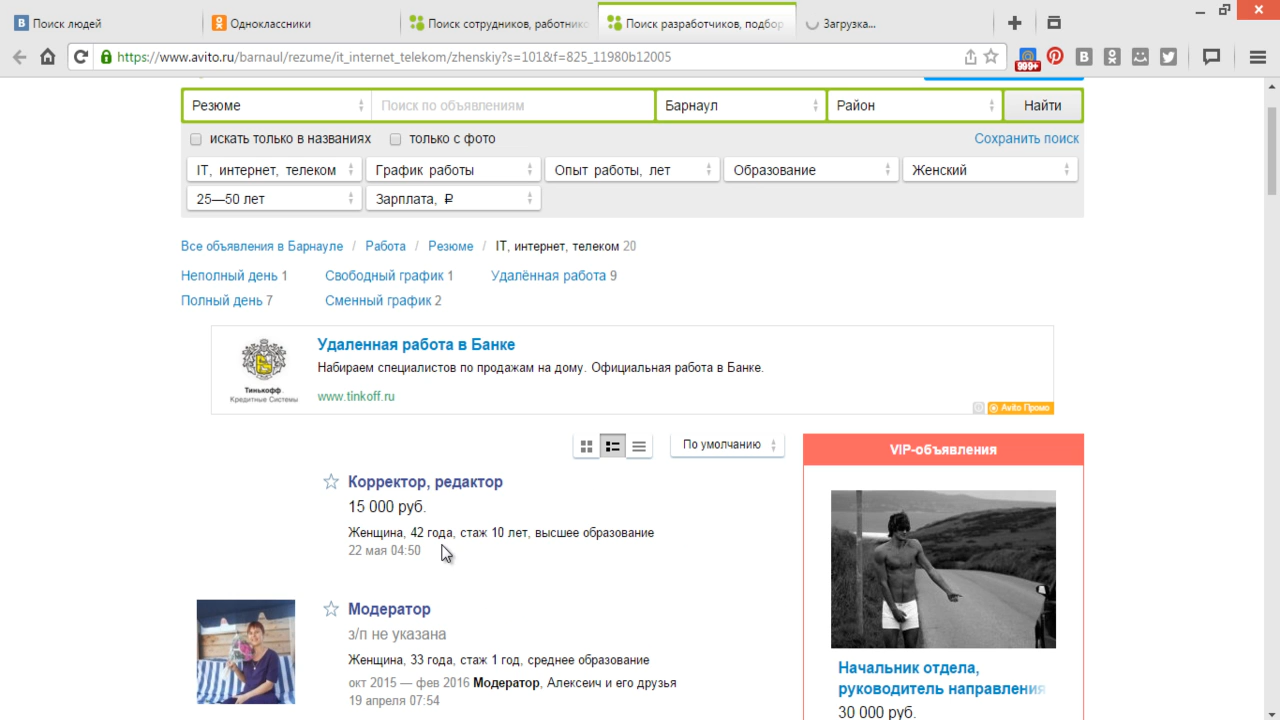 Поиск людей
Одноклассники
Поиск сотрудников, работнико
Поиск разработчиков, подбор
Загрузка...
https://www.avito.ru/barnaul/rezume/it_internet_telekom/zhenskiy?s=101&f=825_11980b12005
999+
Резюме
Поиск по объявлениям
Барнаул
Район
Найти
искать только в названиях
только с фото
Сохранить поиск
IT, интернет, телеком
График работы
Опыт работы, лет
Образование
Женский
25—50 лет
Зарплата, ₽
Все объявления в Барнауле / Работа / Резюме / IT, интернет, телеком 20
Неполный день 1
Свободный график 1
Удалённая работа 9
Полный день 7
Сменный график 2
Тинькофф
Кредитные Системы
Удаленная работа в Банке
Набираем специалистов по продажам на дому. Официальная работа в Банке.
www.tinkoff.ru
Avito Промо
По умолчанию
VIP-объявления
Корректор, редактор
15 000 руб.
Женщина, 42 года, стаж 10 лет, высшее образование
22 мая 04:50
Модератор
з/п не указана
Женщина, 33 года, стаж 1 год, среднее образование
окт 2015 — фев 2016 Модератор, Алексеич и его друзья
19 апреля 07:54
Начальник отдела,
руководитель направления
30 000 руб.